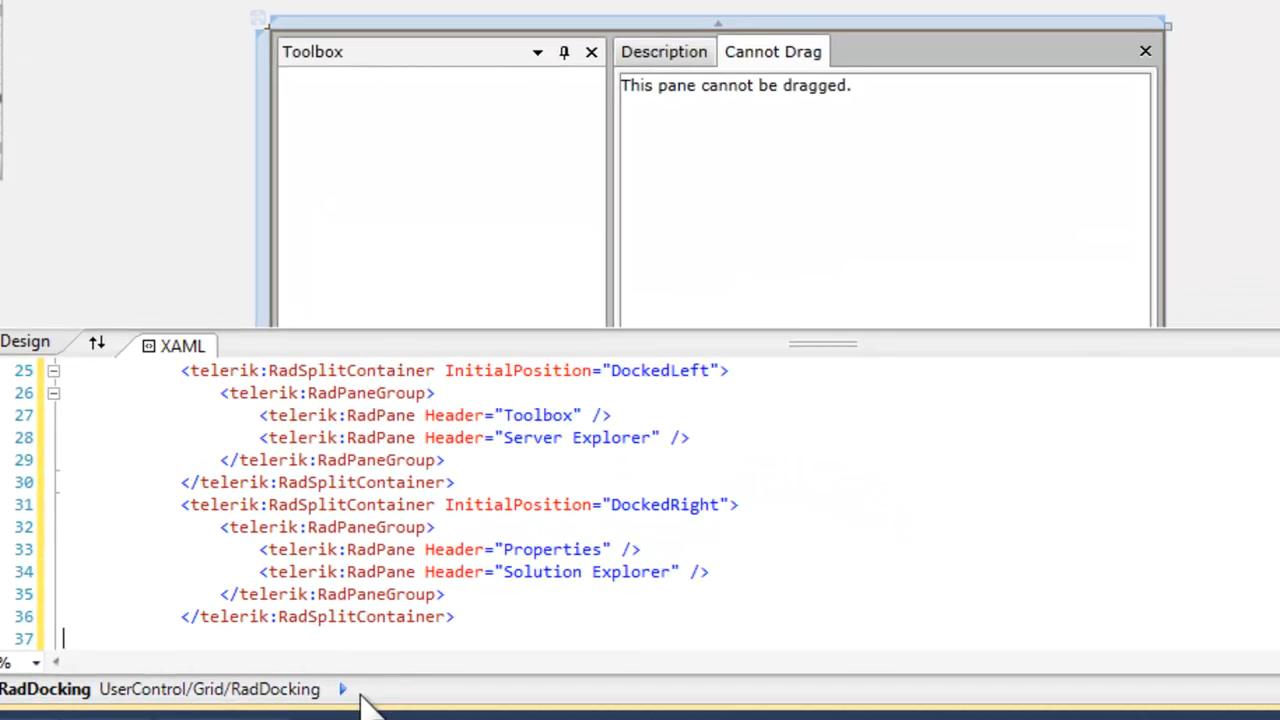 Toolbox
Description Cannot Drag
This pane cannot be dragged.
Design XAML
25 <telerik:RadSplitContainer InitialPosition="DockedLeft">
26 <telerik:RadPaneGroup>
27 <telerik:RadPane Header="Toolbox" />
28 <telerik:RadPane Header="Server Explorer" />
29 </telerik:RadPaneGroup>
30 </telerik:RadSplitContainer>
31 <telerik:RadSplitContainer InitialPosition="DockedRight">
32 <telerik:RadPaneGroup>
33 <telerik:RadPane Header="Properties" />
34 <telerik:RadPane Header="Solution Explorer" />
35 </telerik:RadPaneGroup>
36 </telerik:RadSplitContainer>
37
%
RadDocking UserControl/Grid/RadDocking